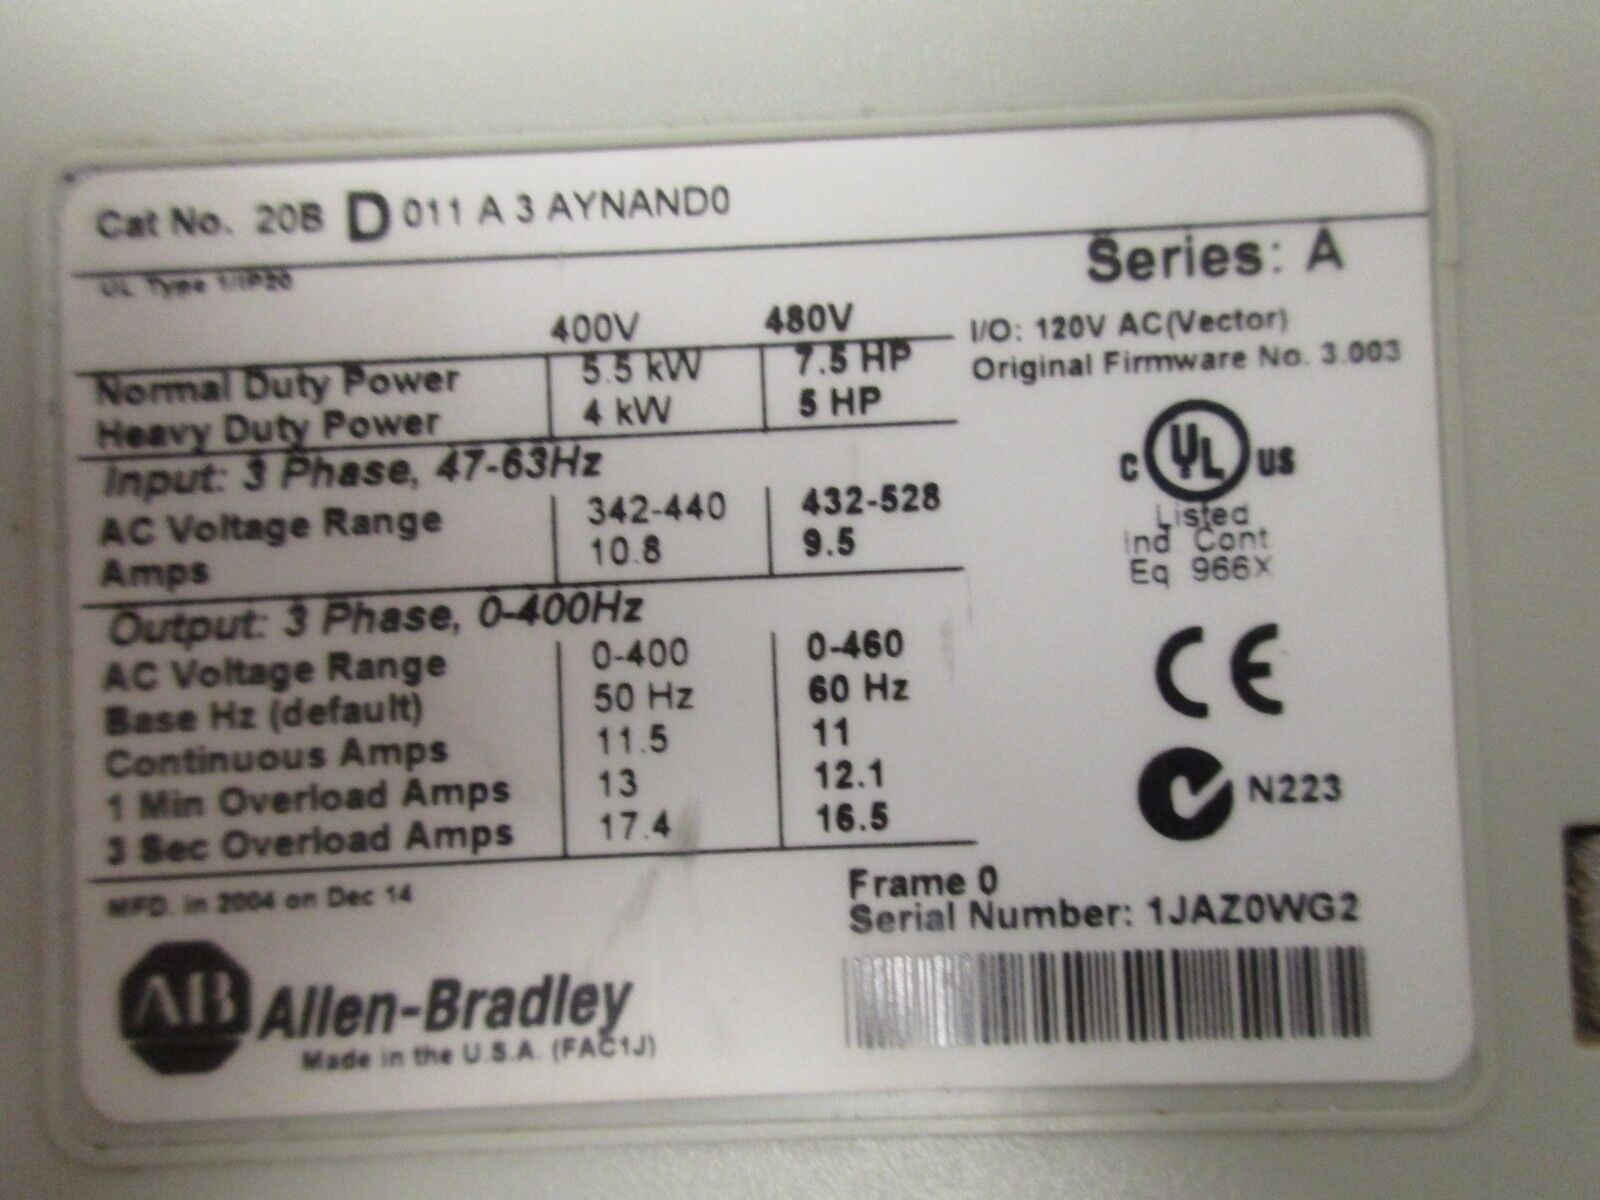 Cat No. 20B D 011 A 3 AYNAND0
UL Type 1/IP20
Series: A
400V 480V
I/O: 120V AC(Vector)
Original Firmware No. 3.003
Normal Duty Power 5.5 kW 7.5 HP
Heavy Duty Power 4 kW 5 HP
Input: 3 Phase, 47-63Hz
AC Voltage Range 342-440 432-528
Amps 10.8 9.5
C UL US
Listed
Ind Cont
Eq 966X
Output: 3 Phase, 0-400Hz
AC Voltage Range 0-400 0-460
Base Hz (default) 50 Hz 60 Hz
Continuous Amps 11.5 11
1 Min Overload Amps 13 12.1
3 Sec Overload Amps 17.4 16.5
CE
N223
MFD. in 2004 on Dec 14
Frame 0
Serial Number: 1JAZ0WG2
AB Allen-Bradley
Made in the U.S.A. (FAC1J)